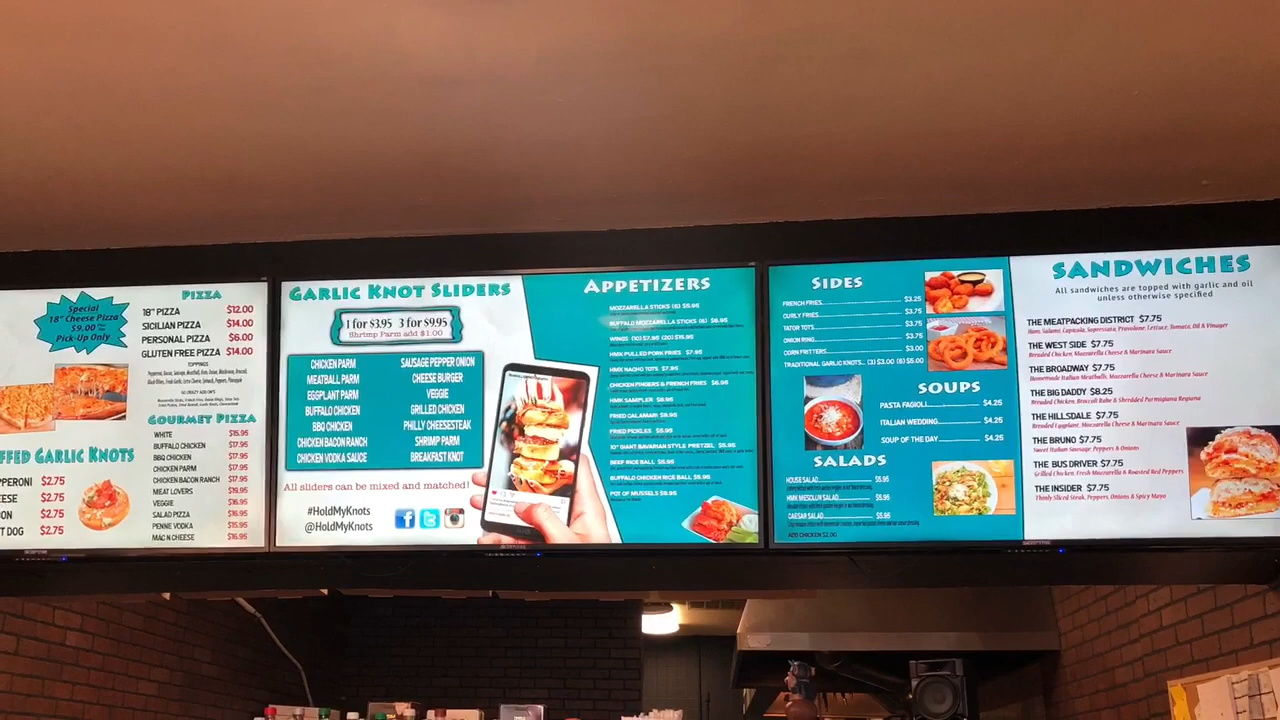 Special
18" Cheese Pizza
$9.00
Pick-Up Only
PIZZA
18" PIZZA $12.00
SICILIAN PIZZA $14.00
PERSONAL PIZZA $6.00
GLUTEN FREE PIZZA $14.00
TOPPINGS
GOURMET PIZZA
WHITE $15.95
BUFFALO CHICKEN $17.95
BBQ CHICKEN $17.95
CHICKEN PARM $17.95
CHICKEN BACON RANCH $17.95
MEAT LOVERS $19.95
VEGGIE $16.95
SALAD PIZZA $16.95
PENNE VODKA $15.95
MAC N CHEESE $16.95
FFED GARLIC KNOTS
PPERONI $2.75
EESE $2.75
ON $2.75
T DOG $2.75
GARLIC KNOT SLIDERS
1 for $3.95 3 for $9.95
Shrimp Parm add $1.00
CHICKEN PARM
MEATBALL PARM
EGGPLANT PARM
BUFFALO CHICKEN
BBQ CHICKEN
CHICKEN BACON RANCH
CHICKEN VODKA SAUCE
SAUSAGE PEPPER ONION
CHEESE BURGER
VEGGIE
GRILLED CHICKEN
PHILLY CHEESESTEAK
SHRIMP PARM
BREAKFAST KNOT
All sliders can be mixed and matched!
#HoldMyKnots
@HoldMyKnots
APPETIZERS
MOZZARELLA STICKS (6) $5.95
BUFFALO MOZZARELLA STICKS (6) $6.95
WINGS (10) $7.95 (20) $15.95
HMK PULLED PORK FRIES $7.95
HMK NACHO TOTS $7.95
CHICKEN FINGERS & FRENCH FRIES $6.95
HMK SAMPLER $8.95
FRIED CALAMARI $8.95
FRIED PICKLES $5.95
10" GIANT BAVARIAN STYLE PRETZEL $5.95
BEEF RICE BALL $5.95
BUFFALO CHICKEN RICE BALL $5.95
POT OF MUSSELS $9.95
SIDES
FRENCH FRIES $3.25
CURLY FRIES $3.75
TATOR TOTS $3.75
ONION RING $3.75
CORN FRITTERS $3.00
TRADITIONAL GARLIC KNOTS... (3) $3.00 (6) $5.00
SOUPS
PASTA FAGIOLI $4.25
ITALIAN WEDDING $4.25
SOUP OF THE DAY $4.25
SALADS
HOUSE SALAD $5.95
HMK MESCLUN SALAD $5.95
CAESAR SALAD $5.95
ADD CHICKEN $2.00
SANDWICHES
All sandwiches are topped with garlic and oil
unless otherwise specified
THE MEATPACKING DISTRICT $7.75
Ham, Salami, Capicola, Sopressata, Provolone, Lettuce, Tomato, Oil & Vinegar
THE WEST SIDE $7.75
Breaded Chicken, Mozzarella Cheese & Marinara Sauce
THE BROADWAY $7.75
Homemade Italian Meatballs, Mozzarella Cheese & Marinara Sauce
THE BIG DADDY $8.25
Breaded Chicken, Broccoli Rabe & Shredded Parmigiana Regiana
THE HILLSDALE $7.75
Breaded Eggplant, Mozzarella Cheese & Marinara Sauce
THE BRUNO $7.75
Sweet Italian Sausage, Peppers & Onions
THE BUS DRIVER $7.75
Grilled Chicken, Fresh Mozzarella & Roasted Red Peppers
THE INSIDER $7.75
Thinly Sliced Steak, Peppers, Onions & Spicy Mayo